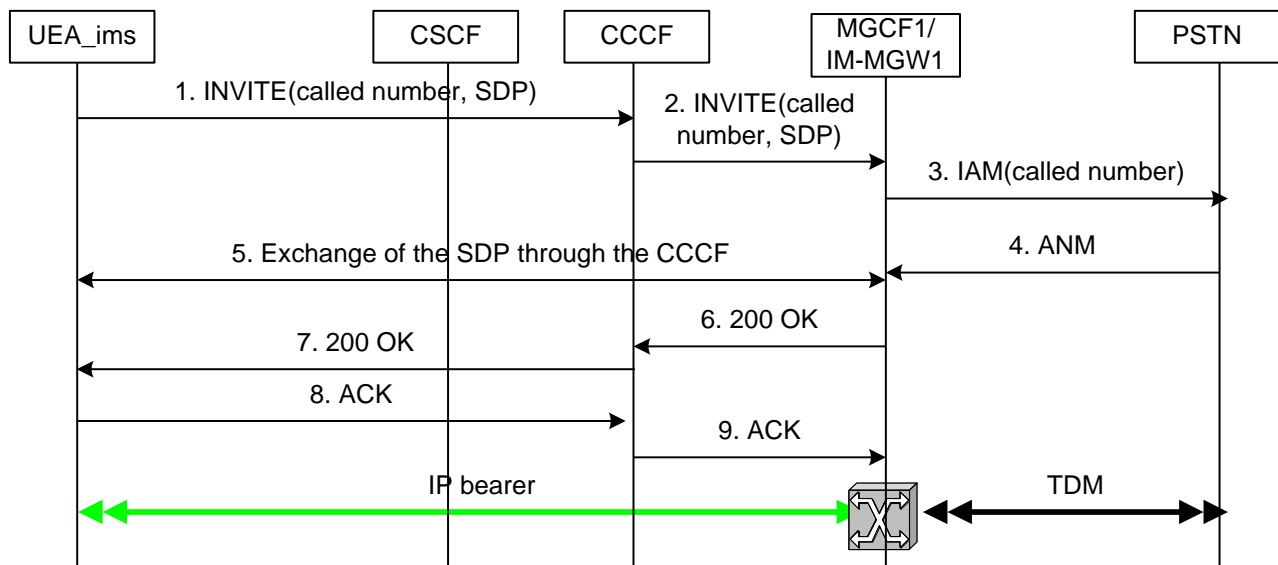 UEA_ims
CSCF
CCCF
MGCF1/
IM-MGW1
PSTN
1. INVITE(called number, SDP)
2. INVITE(called
number, SDP)
3. IAM(called number)
4. ANM
5. Exchange of the SDP through the CCCF
6. 200 OK
7. 200 OK
8. ACK
9. ACK
IP bearer
TDM